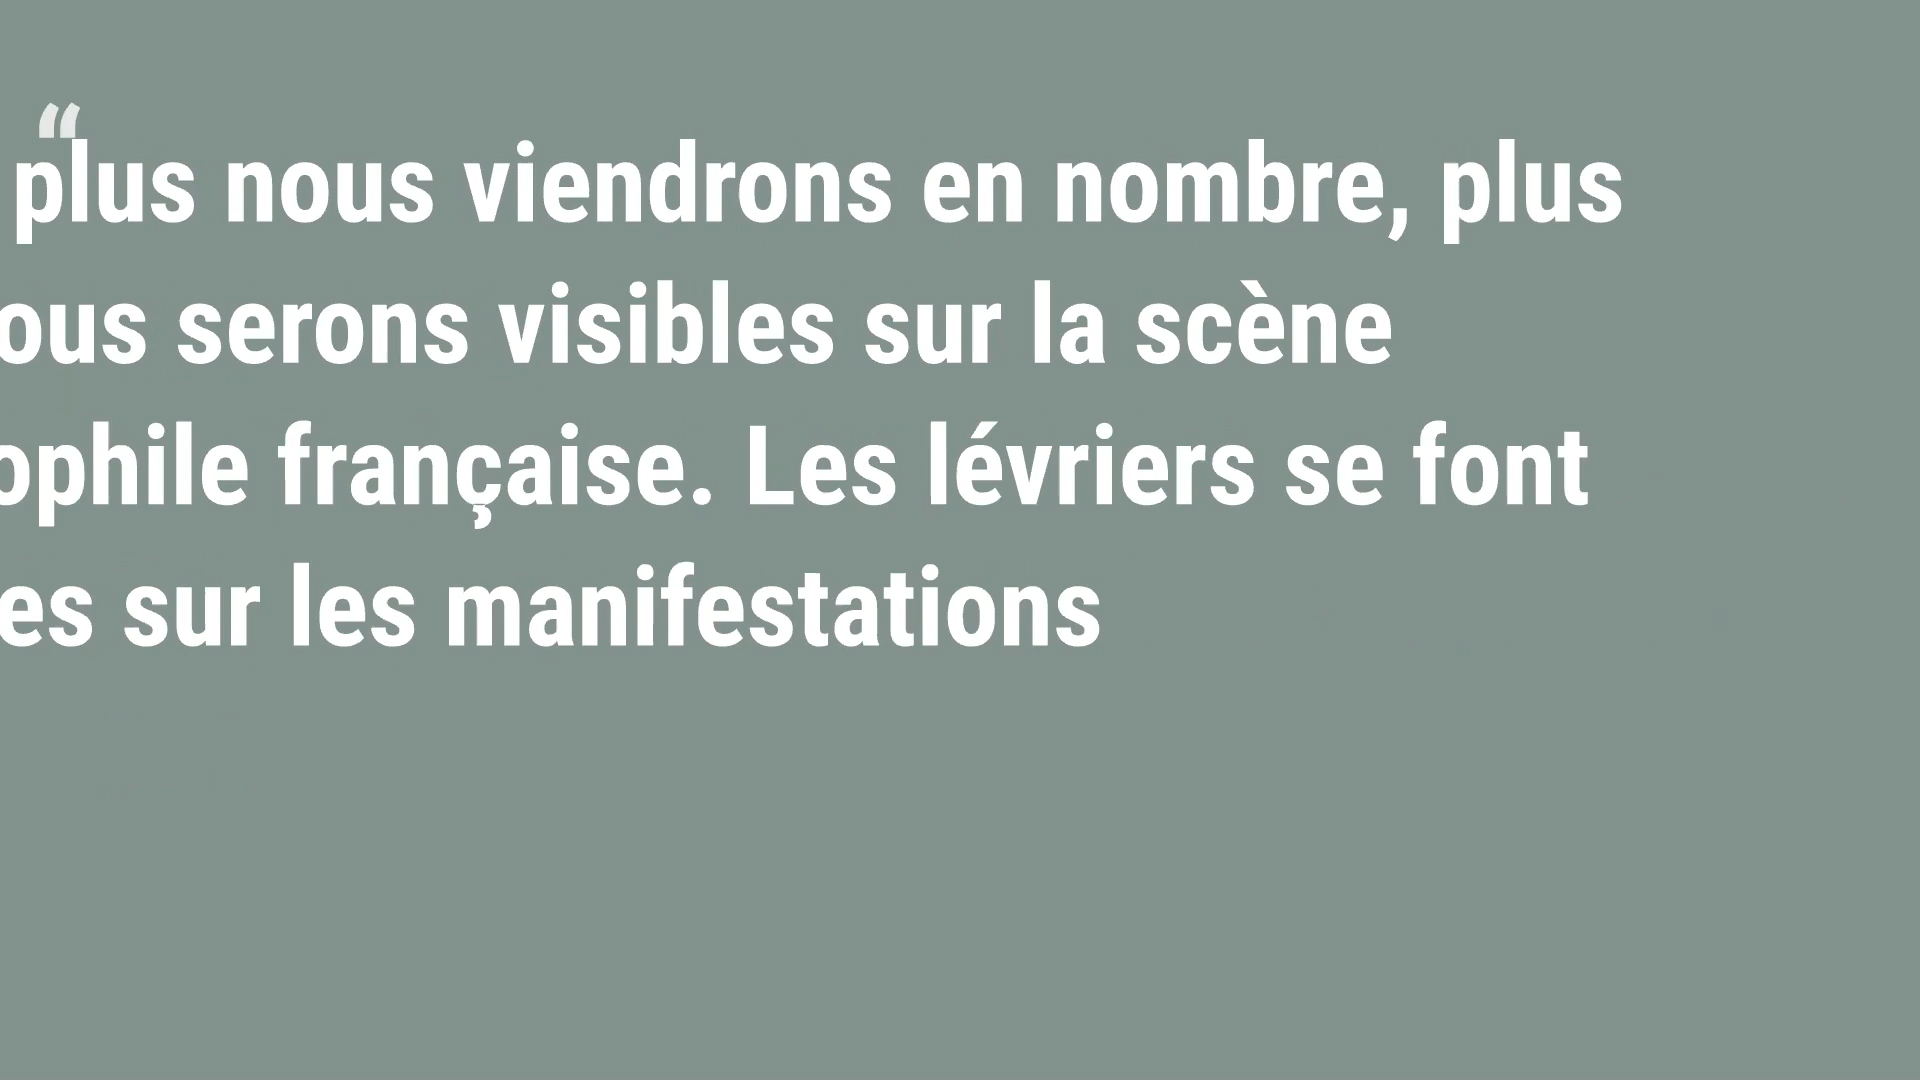 “
plus nous viendrons en nombre, plus
ous serons visibles sur la scène
ophile française. Les lévriers se font
es sur les manifestations